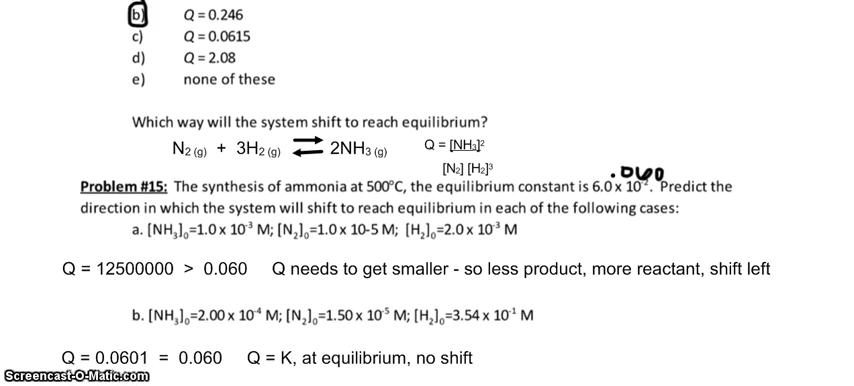 b) Q = 0.246
c) Q = 0.0615
d) Q = 2.08
e) none of these
Which way will the system shift to reach equilibrium?
N₂ (g) + 3H₂ (g) ⇌ 2NH₃ (g) Q = [NH₃]²
[N₂] [H₂]³
.060
Problem #15: The synthesis of ammonia at 500°C, the equilibrium constant is 6.0 x 10⁻². Predict the
direction in which the system will shift to reach equilibrium in each of the following cases:
a. [NH₃]₀=1.0 x 10⁻³ M; [N₂]₀=1.0 x 10-5 M; [H₂]₀=2.0 x 10⁻³ M
Q = 12500000 > 0.060 Q needs to get smaller - so less product, more reactant, shift left
b. [NH₃]₀=2.00 x 10⁻⁴ M; [N₂]₀=1.50 x 10⁻⁵ M; [H₂]₀=3.54 x 10⁻¹ M
Q = 0.0601 = 0.060 Q = K, at equilibrium, no shift
Screencast-O-Matic.com